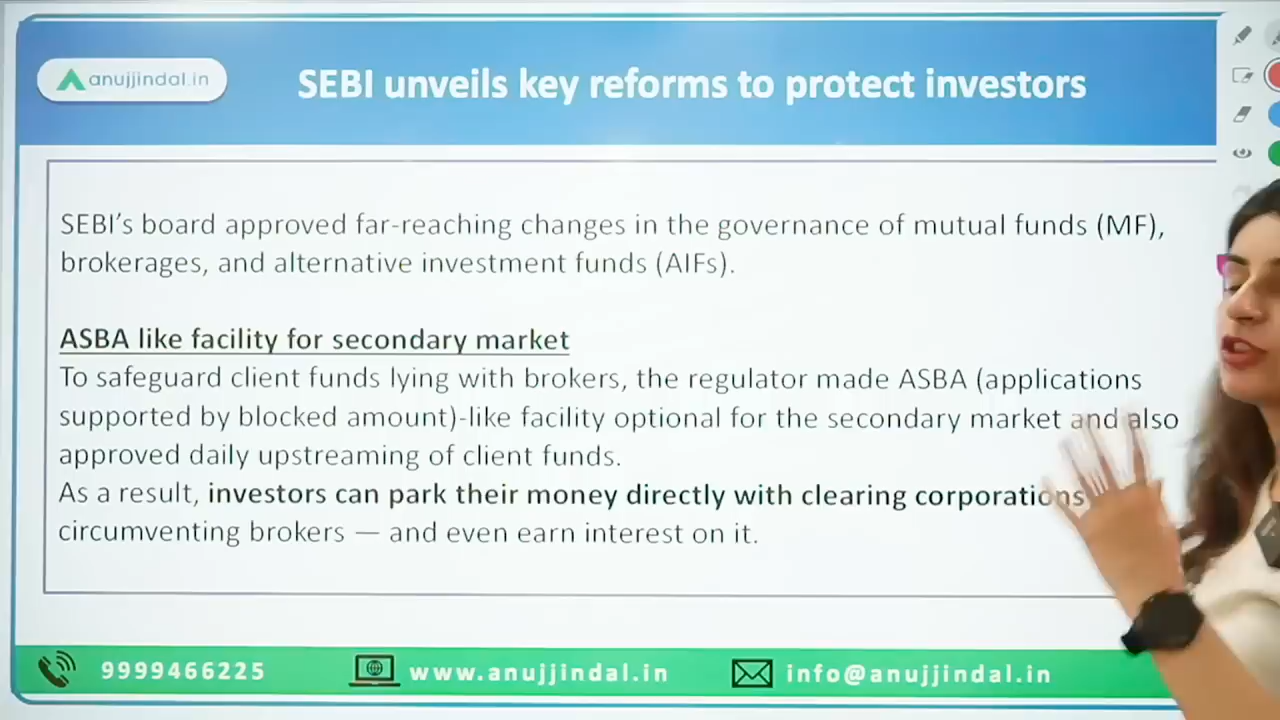 anujjindal.in
SEBI unveils key reforms to protect investors
SEBI’s board approved far-reaching changes in the governance of mutual funds (MF),
brokerages, and alternative investment funds (AIFs).
ASBA like facility for secondary market
To safeguard client funds lying with brokers, the regulator made ASBA (applications
supported by blocked amount)-like facility optional for the secondary market and also
approved daily upstreaming of client funds.
As a result, investors can park their money directly with clearing corporations
circumventing brokers — and even earn interest on it.
9999466225
www.anujjindal.in
info@anujjindal.in